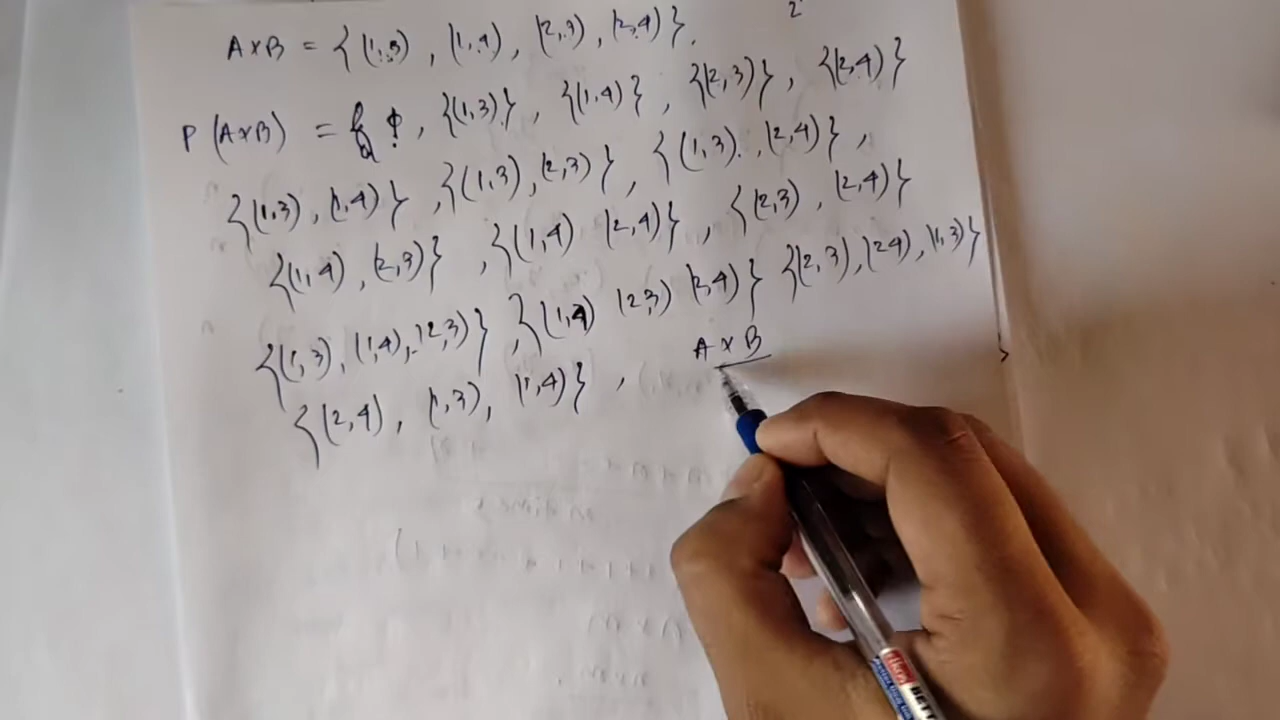 2
A×B = {(1,3), (1,4), (2,3), (2,4)}.
P(A×B) = { φ, {(1,3)}, {(1,4)}, {(2,3)}, {(2,4)}
{(1,3), (1,4)}, {(1,3), (2,3)}, {(1,3), (2,4)},
{(1,4), (2,3)}, {(1,4) (2,4)}, {(2,3), (2,4)}
{(1,3), (1,4), (2,3)}, {(1,4) (2,3) (2,4)} {(2,3), (2,4), (1,3)}
{(2,4), (1,3), (1,4)}, A × B